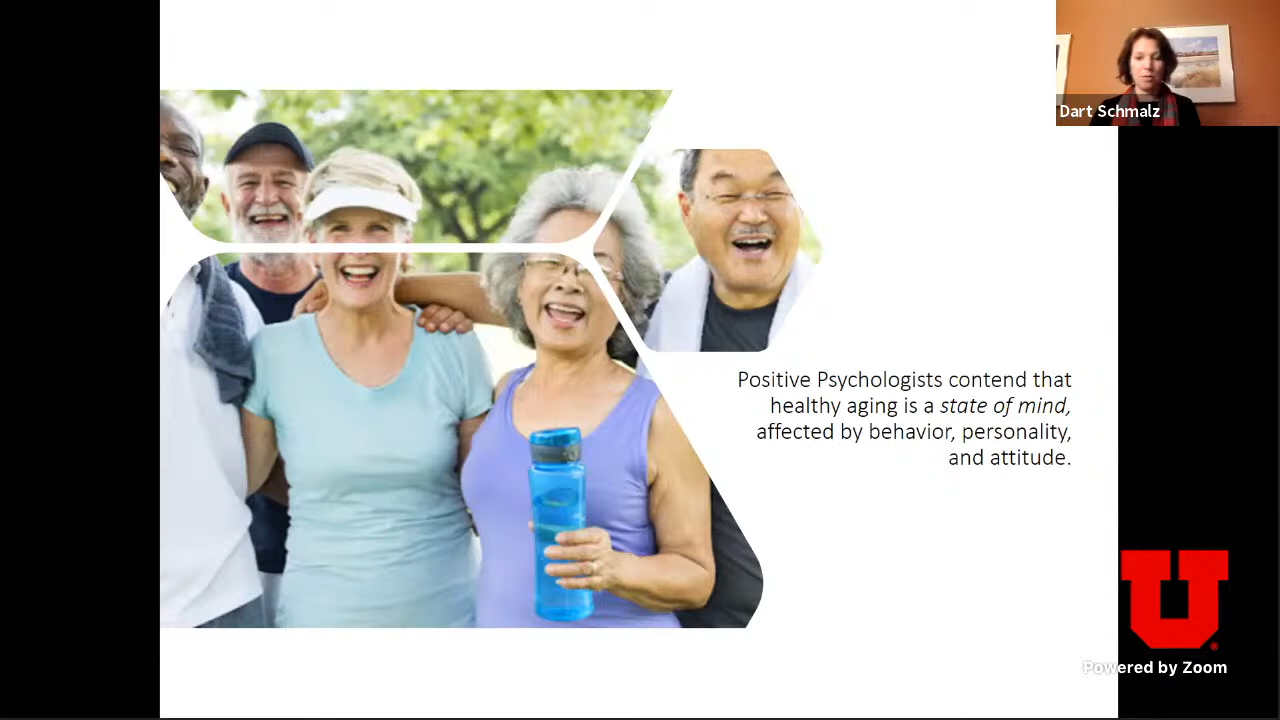 Dart Schmalz
Positive Psychologists contend that
healthy aging is a state of mind,
affected by behavior, personality,
and attitude.
U
Powered by Zoom